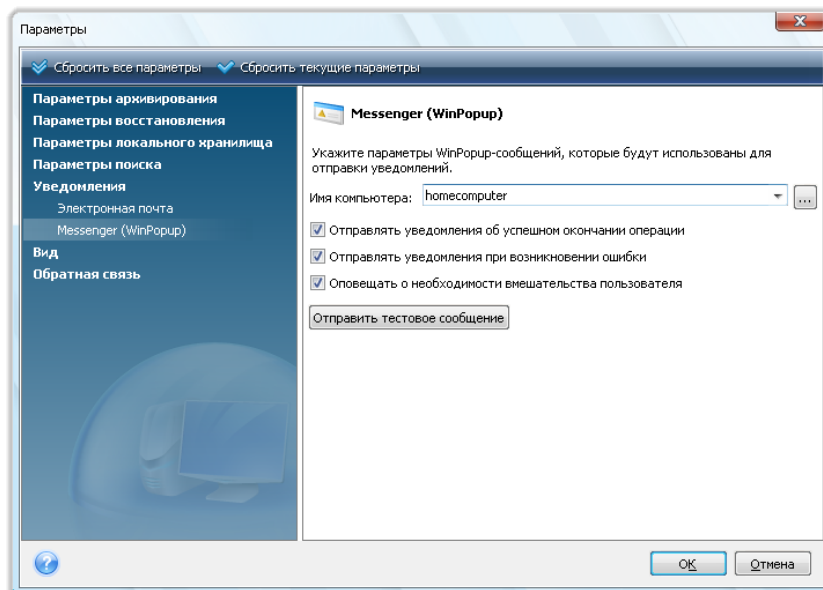 Параметры
Сбросить все параметры Сбросить текущие параметры
Параметры архивирования
Параметры восстановления
Параметры локального хранилища
Параметры поиска
Уведомления
Электронная почта
Messenger (WinPopup)
Вид
Обратная связь
Messenger (WinPopup)
Укажите параметры WinPopup-сообщений, которые будут использованы для
отправки уведомлений.
Имя компьютера: homecomputer ...
Отправлять уведомления об успешном окончании операции
Отправлять уведомления при возникновении ошибки
Оповещать о необходимости вмешательства пользователя
Отправить тестовое сообщение
? OK Отмена